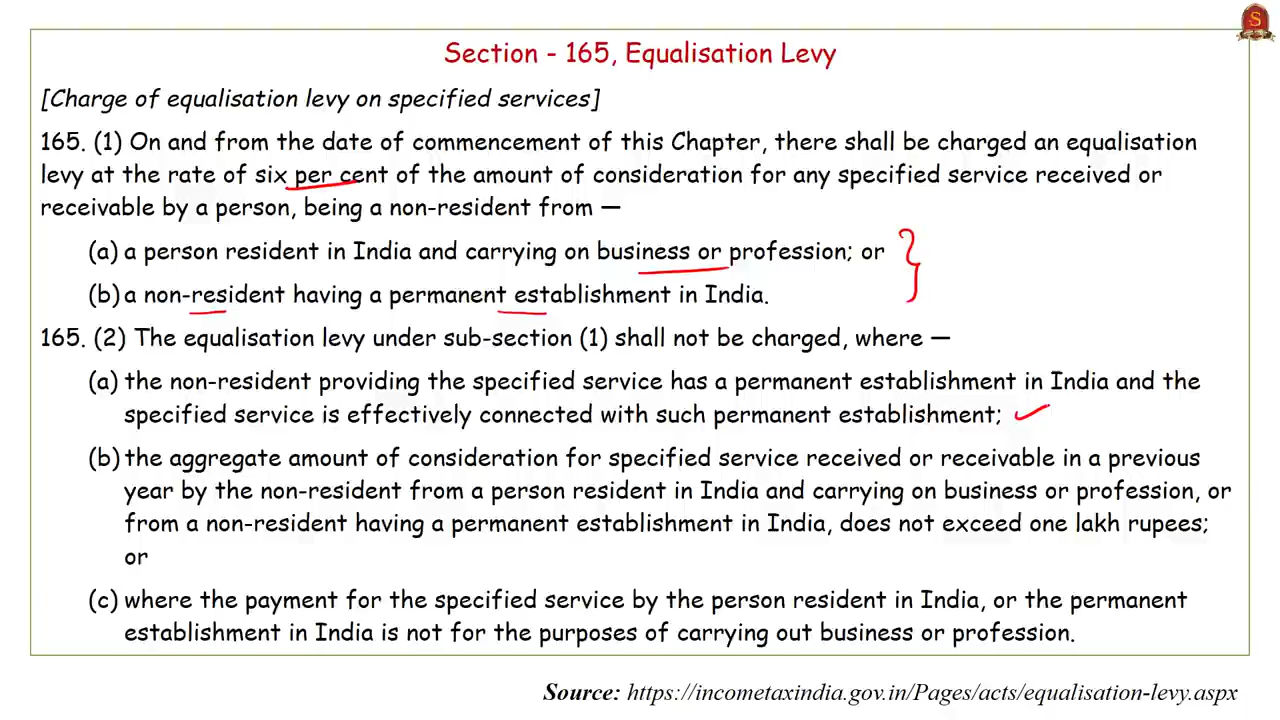 Section - 165, Equalisation Levy
[Charge of equalisation levy on specified services]
165. (1) On and from the date of commencement of this Chapter, there shall be charged an equalisation
levy at the rate of six per cent of the amount of consideration for any specified service received or
receivable by a person, being a non-resident from —
(a) a person resident in India and carrying on business or profession; or
(b) a non-resident having a permanent establishment in India.
165. (2) The equalisation levy under sub-section (1) shall not be charged, where —
(a) the non-resident providing the specified service has a permanent establishment in India and the
specified service is effectively connected with such permanent establishment;
(b) the aggregate amount of consideration for specified service received or receivable in a previous
year by the non-resident from a person resident in India and carrying on business or profession, or
from a non-resident having a permanent establishment in India, does not exceed one lakh rupees;
or
(c) where the payment for the specified service by the person resident in India, or the permanent
establishment in India is not for the purposes of carrying out business or profession.
Source: https://incometaxindia.gov.in/Pages/acts/equalisation-levy.aspx